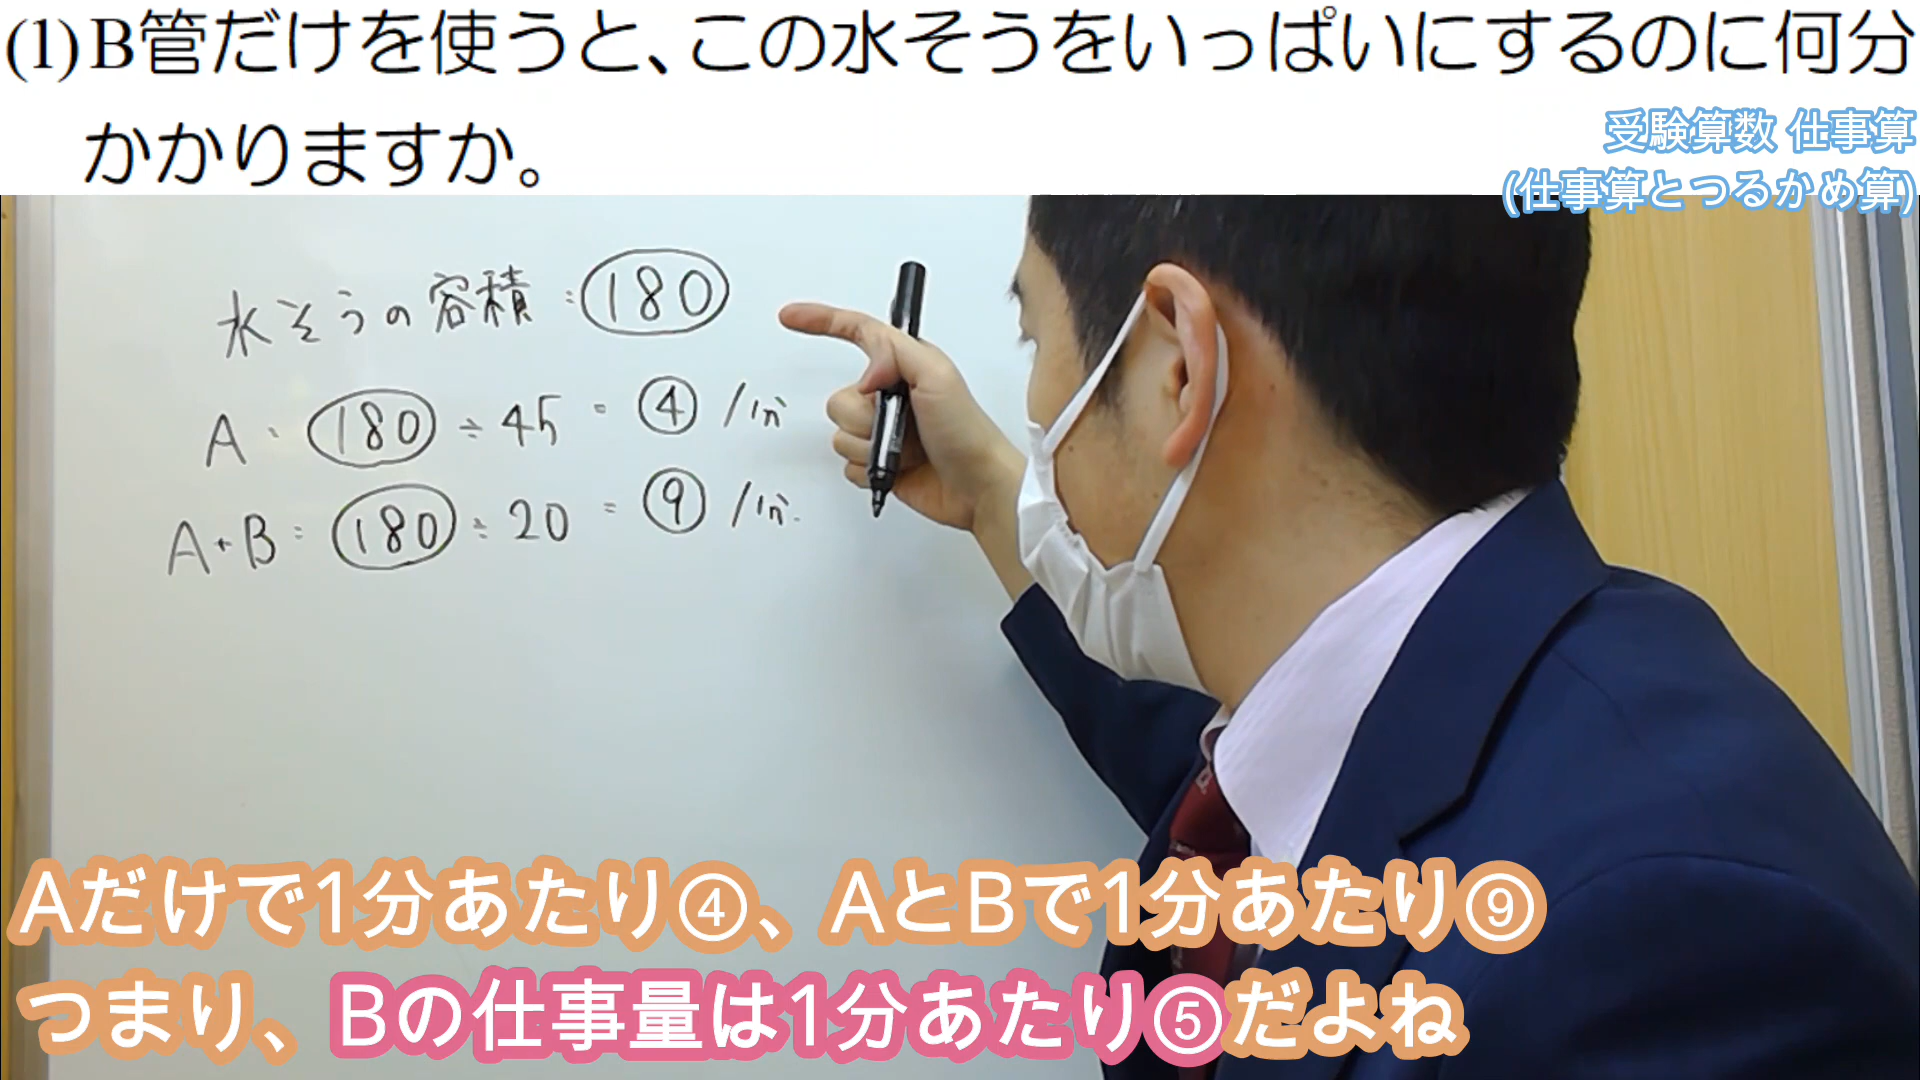 (1)B管だけを使うと、この水そうをいっぱいにするのに何分
かかりますか。
受験算数 仕事算
(仕事算とつるかめ算)
水そうの容積 : 180
A : 180 ÷ 45 = ④ /分
A+B : 180 ÷ 20 = ⑨ /分
Aだけで1分あたり④、AとBで1分あたり⑨
つまり、Bの仕事量は1分あたり⑤だよね